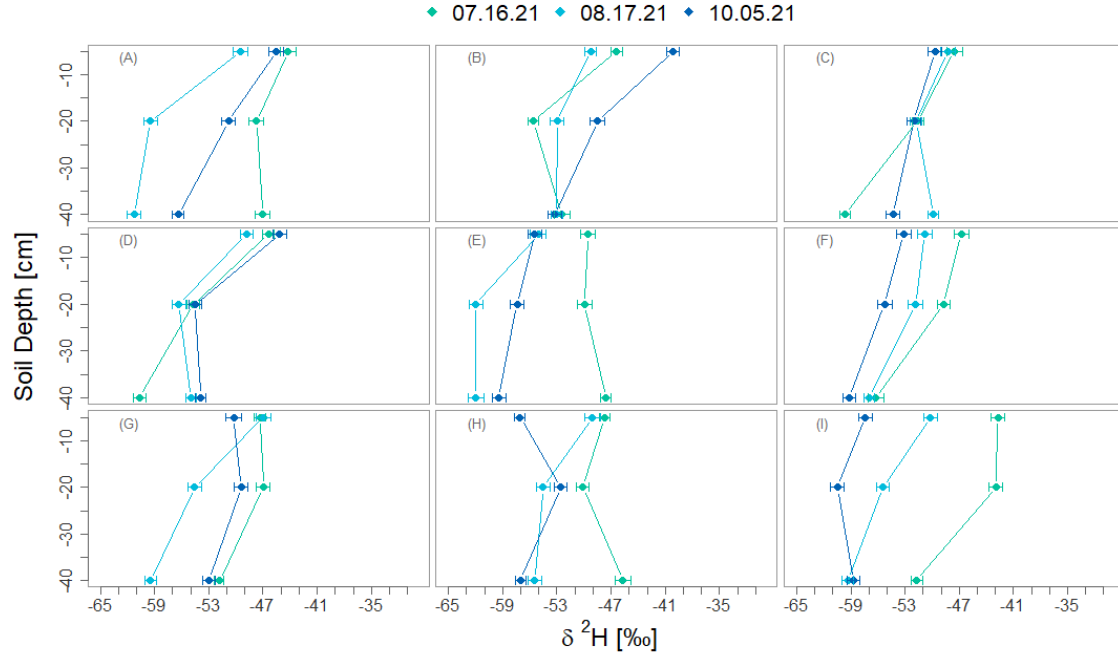 07.16.21 08.17.21 10.05.21
(A) (B) (C)
-10
-20
-30
-40
(D) (E) (F)
-10
-20
-30
-40
(G) (H) (I)
-10
-20
-30
-40
Soil Depth [cm]
-65 -59 -53 -47 -41 -35 -65 -59 -53 -47 -41 -35 -65 -59 -53 -47 -41 -35
δ ²H [‰]